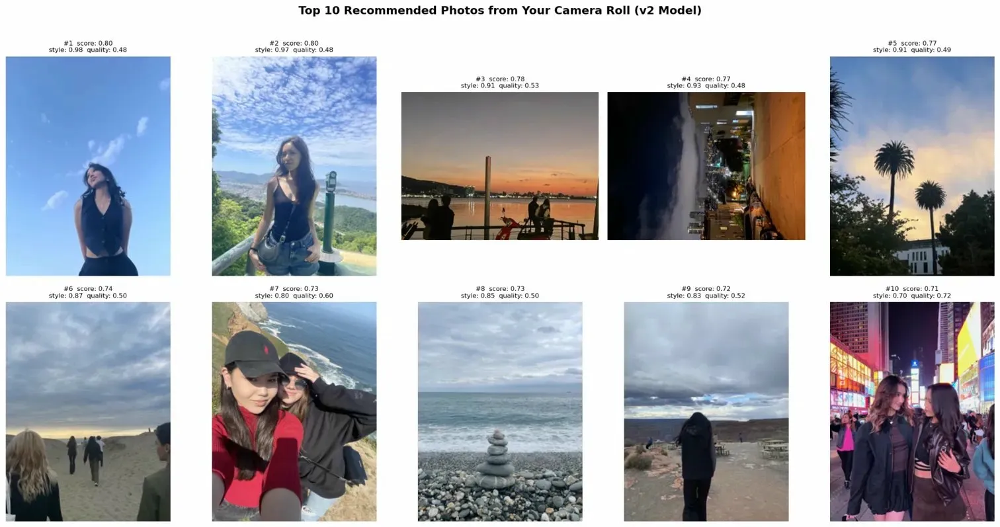 Top 10 Recommended Photos from Your Camera Roll (v2 Model)
#1 score: 0.80
style: 0.98 quality: 0.48
#2 score: 0.80
style: 0.97 quality: 0.48
#3 score: 0.78
style: 0.91 quality: 0.53
#4 score: 0.77
style: 0.93 quality: 0.48
#5 score: 0.77
style: 0.91 quality: 0.49
#6 score: 0.74
style: 0.87 quality: 0.50
#7 score: 0.73
style: 0.80 quality: 0.60
#8 score: 0.73
style: 0.85 quality: 0.50
#9 score: 0.72
style: 0.83 quality: 0.52
#10 score: 0.71
style: 0.70 quality: 0.72